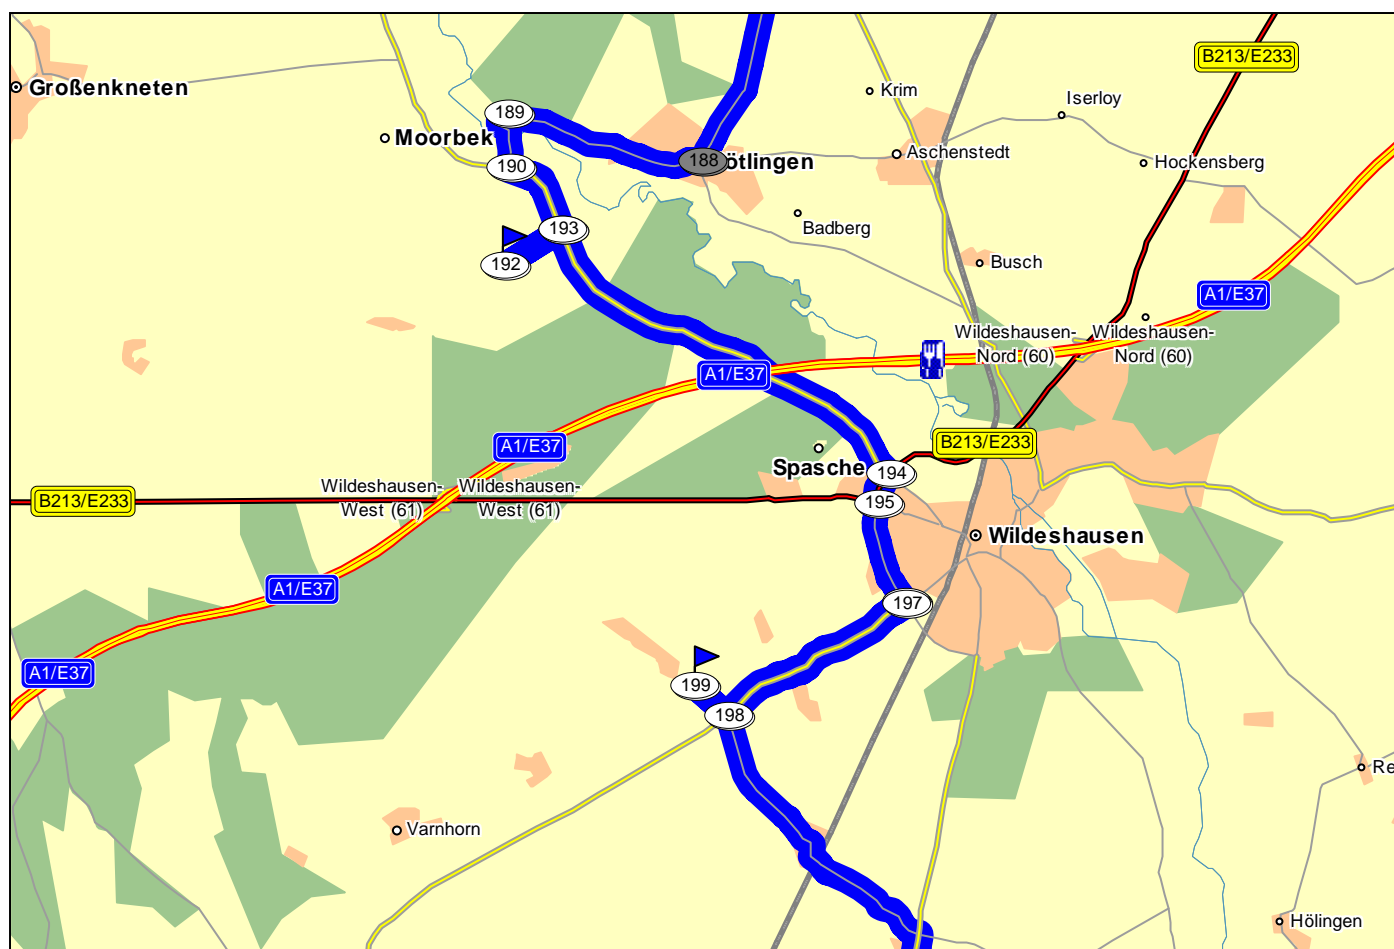 B213/E233
Großenkneten
Krim
Iserloy
189
Moorbek
188
ötlingen
Aschenstedt
Hockensberg
190
Badberg
193
192
Busch
A1/E37
Wildeshausen-
Nord (60)
Wildeshausen-
Nord (60)
A1/E37
A1/E37
B213/E233
Spasche
194
B213/E233
Wildeshausen-
West (61)
Wildeshausen-
West (61)
195
Wildeshausen
A1/E37
197
A1/E37
199
198
Re
Varnhorn
Hölingen